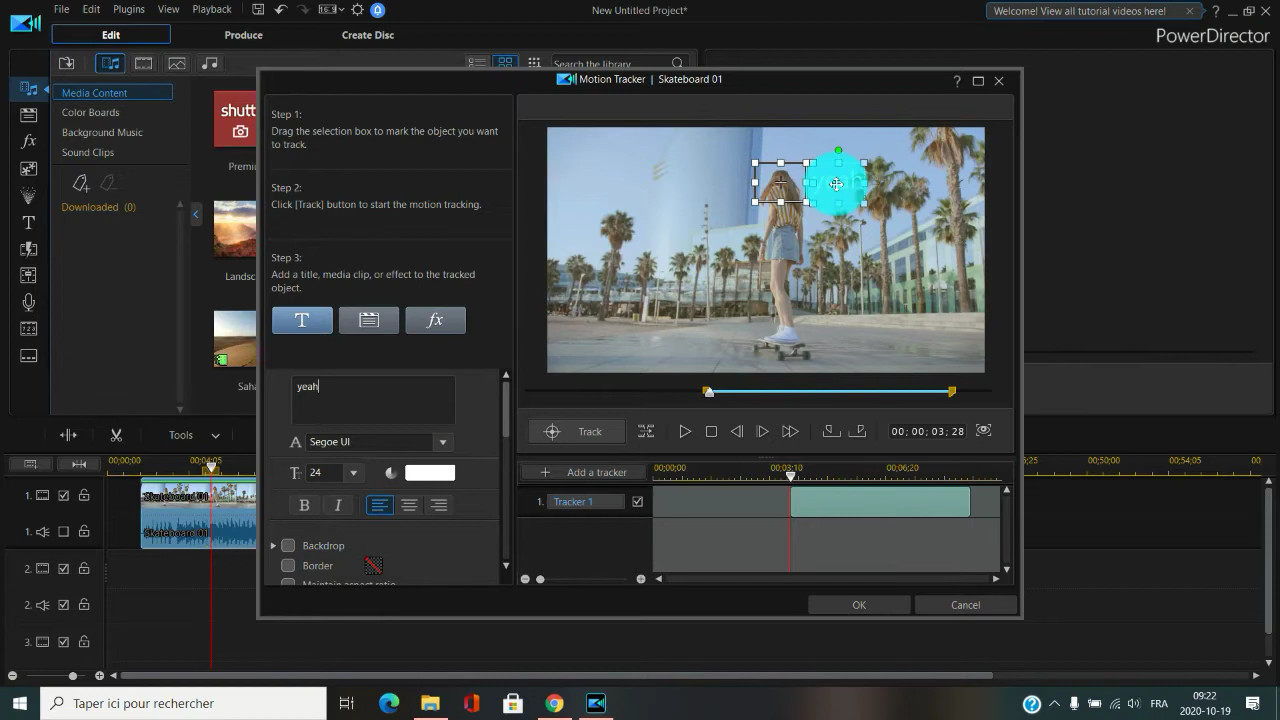 File Edit Plugins View Playback
New Untitled Project*
Welcome! View all tutorial videos here!
Edit Produce Create Disc
PowerDirector
Search the library
Motion Tracker | Skateboard 01
Media Content
Color Boards
Background Music
Sound Clips
Downloaded (0)
shutt
Premi
Landsc
Saha
Step 1:
Drag the selection box to mark the object you want
to track.
Step 2:
Click [Track] button to start the motion tracking.
Step 3:
Add a title, media clip, or effect to the tracked
object.
T fx
yeah
Segoe UI
24
B I
Backdrop
Border
Maintain aspect ratio
Track
00; 00; 03; 28
Add a tracker
00;00;00 00;03;10 00;06;20
1. Tracker 1
OK Cancel
Tools
00;00;00 00;04;05
5;25 00;50;00 00;54;05 00;
1. Skateboard 01
1. Skateboard 01
2.
2.
3.
Taper ici pour rechercher
FRA
09:22
2020-10-19